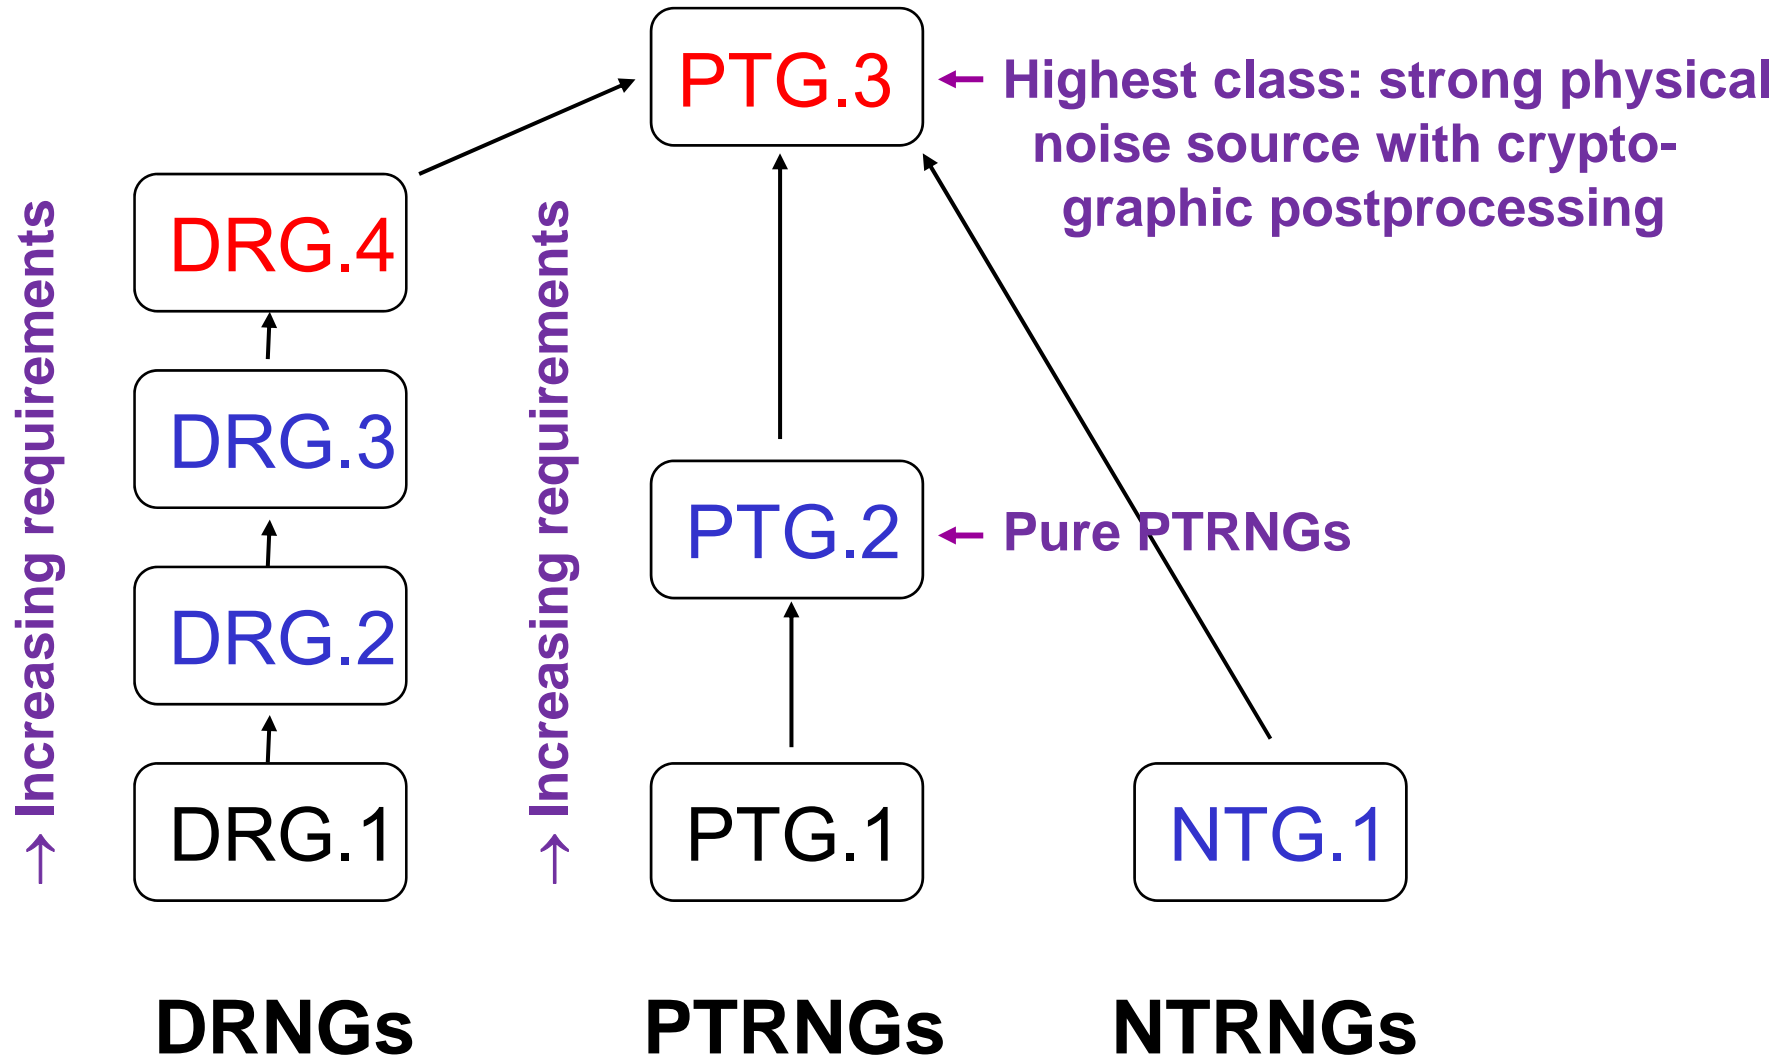 PTG.3
← Highest class: strong physical
noise source with crypto-
graphic postprocessing
DRG.4
→ Increasing requirements
→ Increasing requirements
DRG.3
PTG.2
← Pure PTRNGs
DRG.2
DRG.1
PTG.1
NTG.1
DRNGs
PTRNGs
NTRNGs